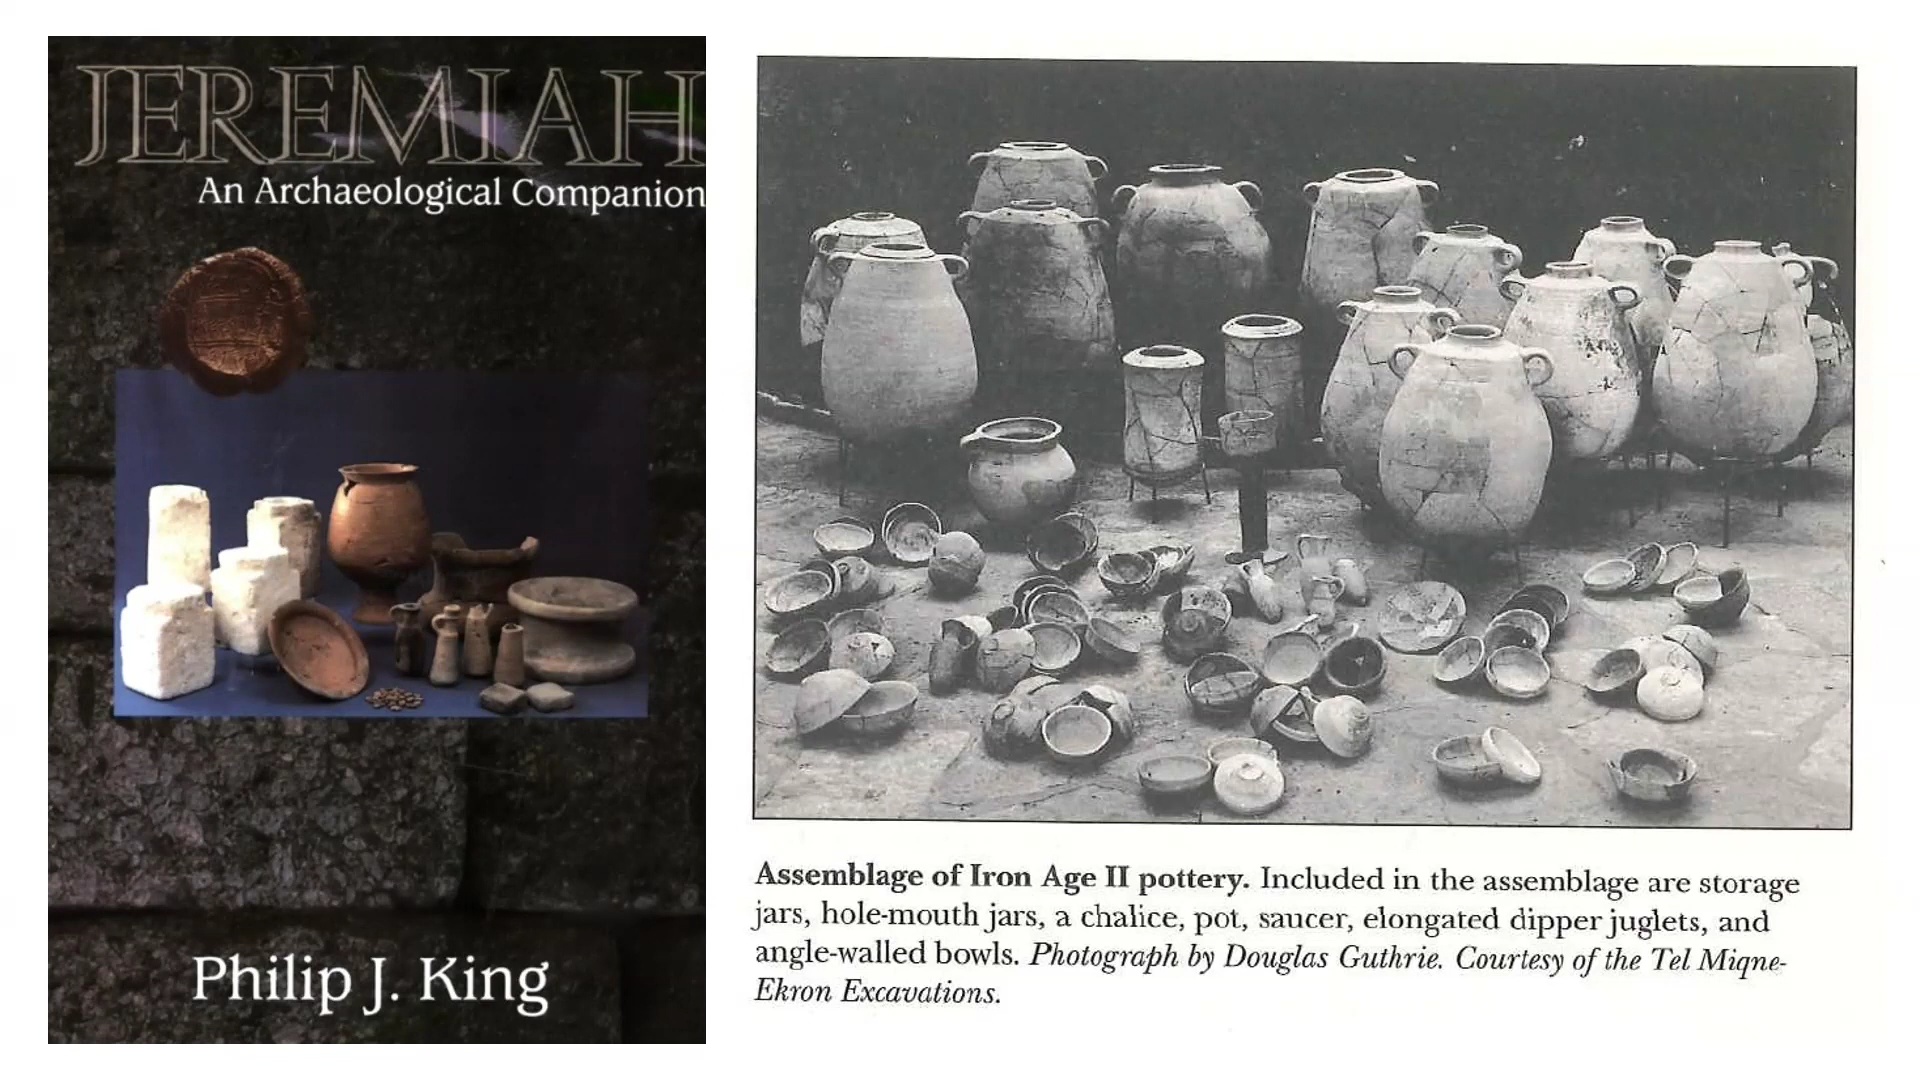 JEREMIAH
An Archaeological Companion
Philip J. King
Assemblage of Iron Age II pottery. Included in the assemblage are storage
jars, hole-mouth jars, a chalice, pot, saucer, elongated dipper juglets, and
angle-walled bowls. Photograph by Douglas Guthrie. Courtesy of the Tel Miqne-
Ekron Excavations.